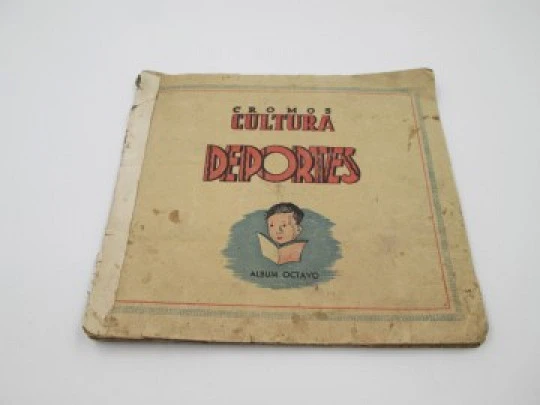 CROMOS
CULTURA
DEPORTES
ALBUM OCTAVO